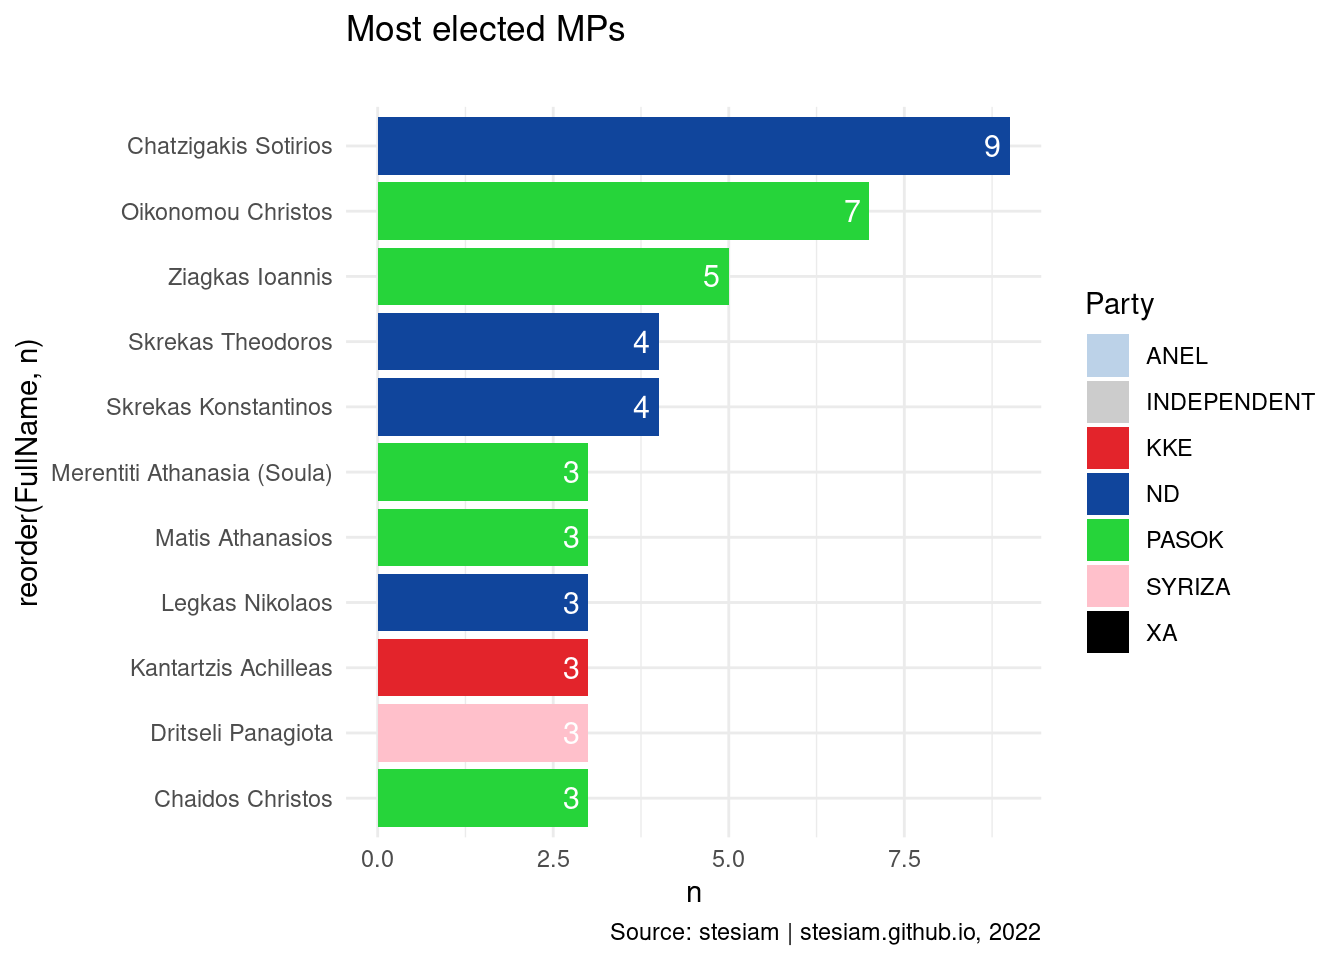 Most elected MPs
reorder(FullName, n)
Chatzigakis Sotirios 9
Oikonomou Christos 7
Ziagkas Ioannis 5
Skrekas Theodoros 4
Skrekas Konstantinos 4
Merentiti Athanasia (Soula) 3
Matis Athanasios 3
Legkas Nikolaos 3
Kantartzis Achilleas 3
Dritseli Panagiota 3
Chaidos Christos 3
0.0 2.5 5.0 7.5
n
Party
ANEL
INDEPENDENT
KKE
ND
PASOK
SYRIZA
XA
Source: stesiam | stesiam.github.io, 2022